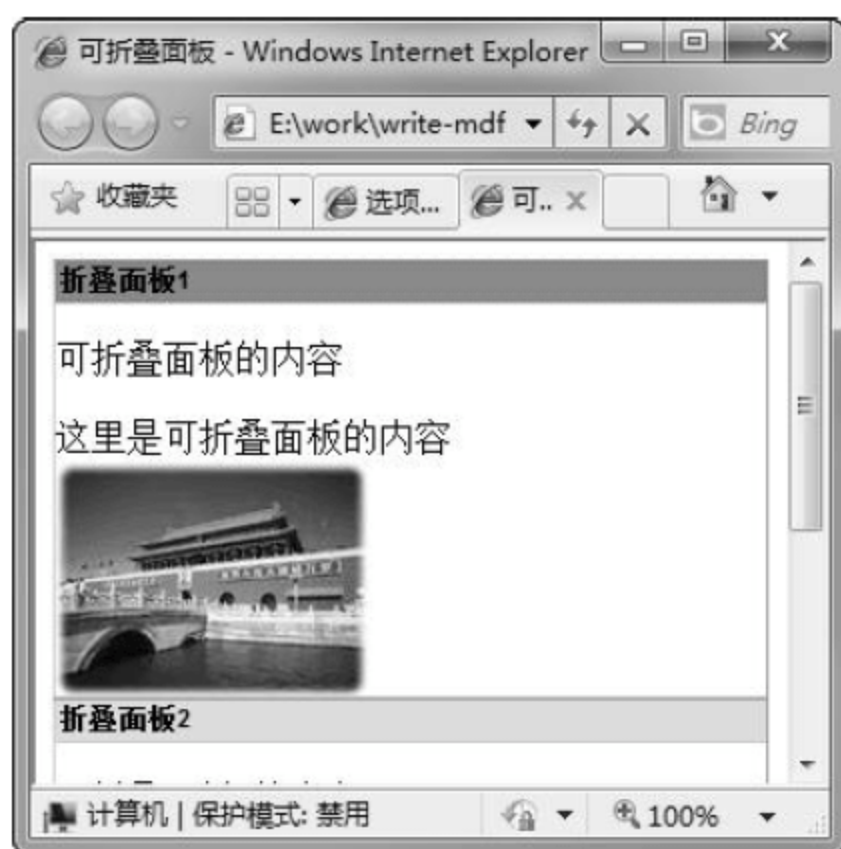 可折叠面板 - Windows Internet Explorer
E:\work\write-mdf
Bing
收藏夹
选项...
可..
折叠面板1
可折叠面板的内容
这里是可折叠面板的内容
折叠面板2
计算机 | 保护模式: 禁用
100%